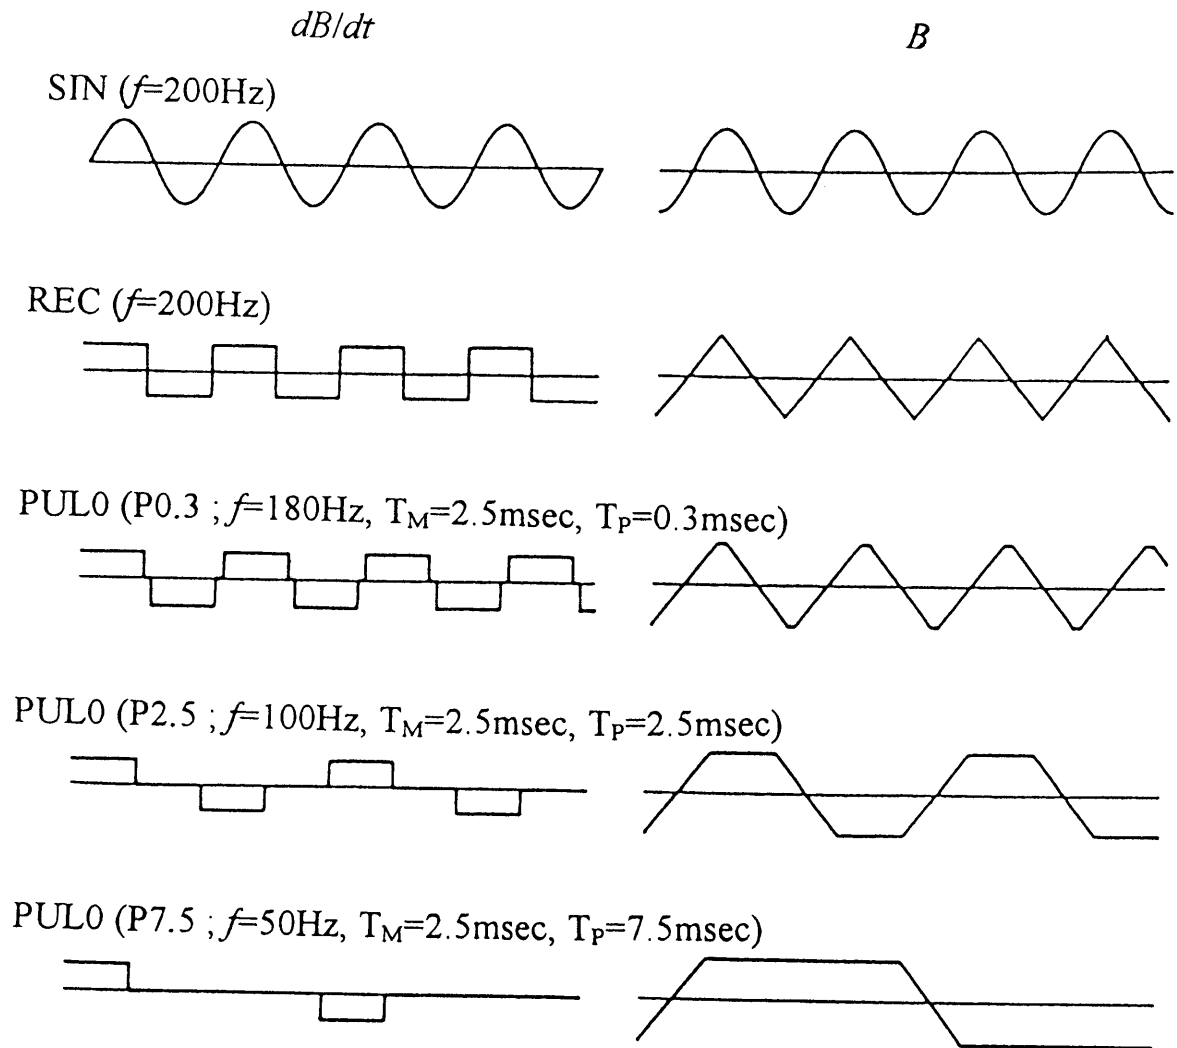 dB/dt B
SIN (f=200Hz)
REC (f=200Hz)
PUL0 (P0.3 ; f=180Hz, TM=2.5msec, TP=0.3msec)
PUL0 (P2.5 ; f=100Hz, TM=2.5msec, TP=2.5msec)
PUL0 (P7.5 ; f=50Hz, TM=2.5msec, TP=7.5msec)